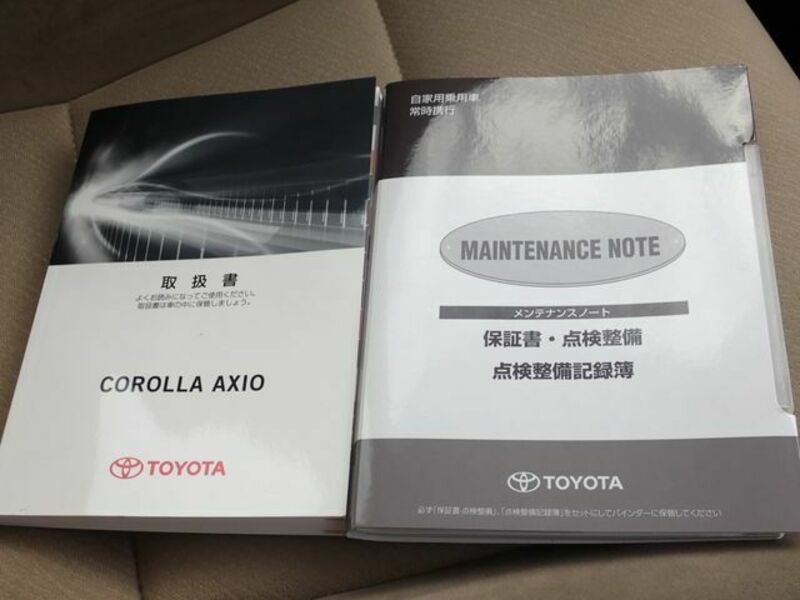 取扱書
よくお読みになってご使用ください。
取扱書は車の中に保管しましょう。
COROLLA AXIO
TOYOTA
自家用乗用車
常時携行
MAINTENANCE NOTE
メンテナンスノート
保証書・点検整備
点検整備記録簿
TOYOTA
必ず「保証書・点検整備」、「点検整備記録簿」をセットにしてバインダーに保管してください